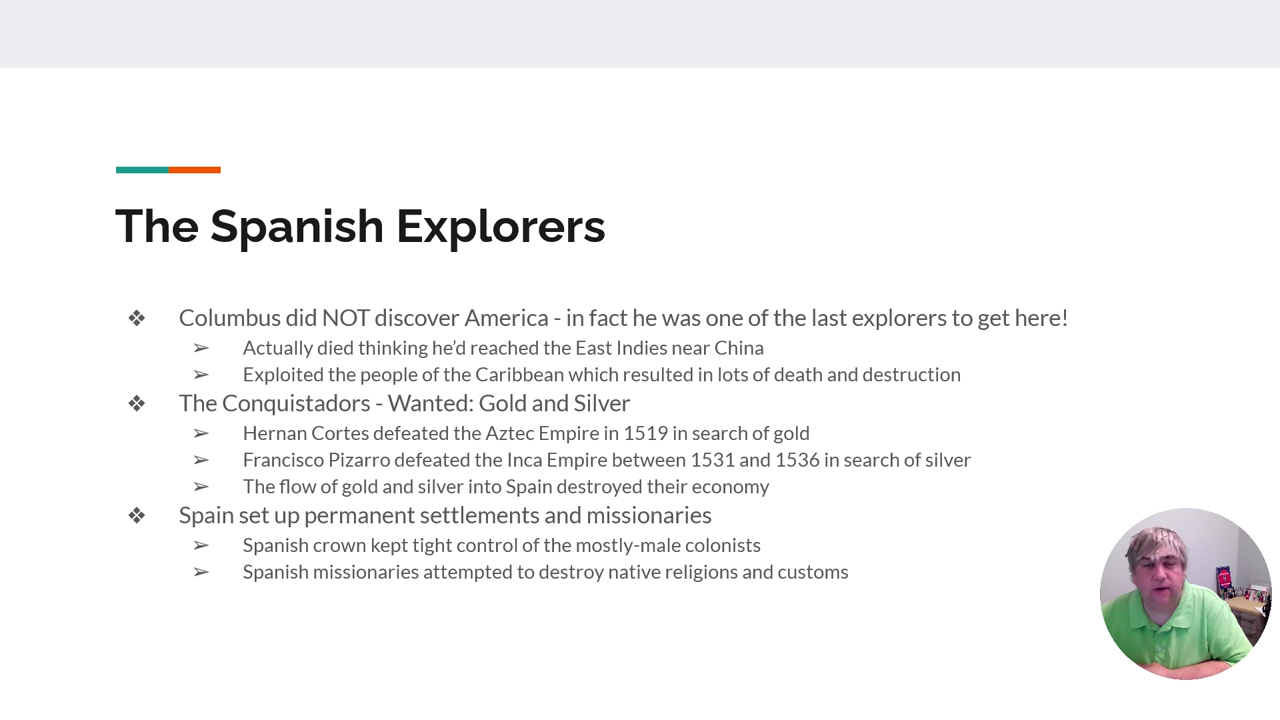 The Spanish Explorers
❖ Columbus did NOT discover America - in fact he was one of the last explorers to get here!
➢ Actually died thinking he’d reached the East Indies near China
➢ Exploited the people of the Caribbean which resulted in lots of death and destruction
❖ The Conquistadors - Wanted: Gold and Silver
➢ Hernan Cortes defeated the Aztec Empire in 1519 in search of gold
➢ Francisco Pizarro defeated the Inca Empire between 1531 and 1536 in search of silver
➢ The flow of gold and silver into Spain destroyed their economy
❖ Spain set up permanent settlements and missionaries
➢ Spanish crown kept tight control of the mostly-male colonists
➢ Spanish missionaries attempted to destroy native religions and customs